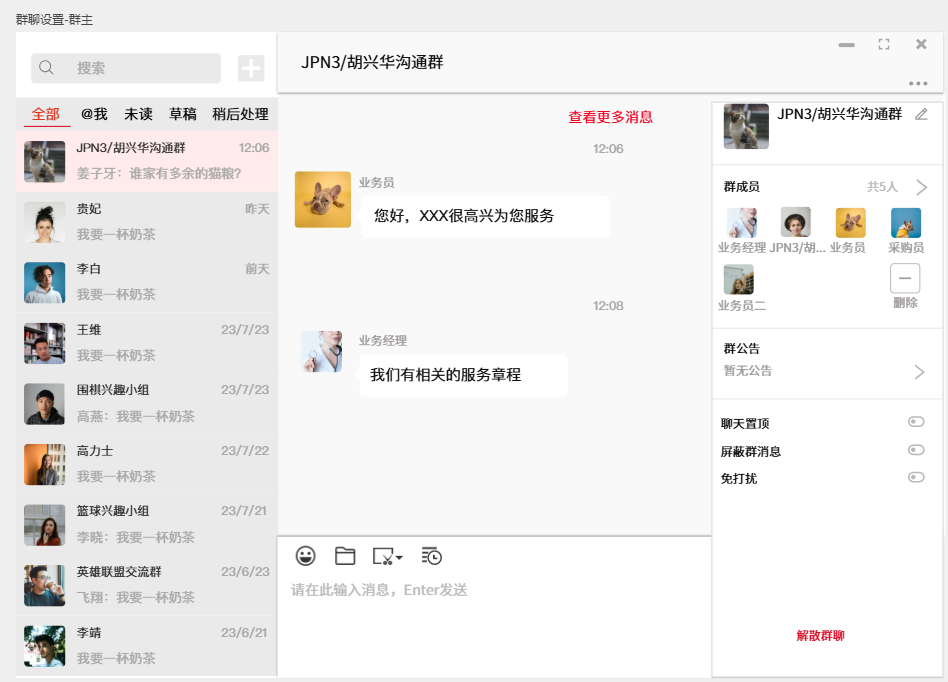 群聊设置-群主
搜索
全部 @我 未读 草稿 稍后处理
JPN3/胡兴华沟通群 12:06
姜子牙：谁家有多余的猫粮?
贵妃 昨天
我要一杯奶茶
李白 前天
我要一杯奶茶
王维 23/7/23
我要一杯奶茶
围棋兴趣小组 23/7/23
高燕：我要一杯奶茶
高力士 23/7/22
我要一杯奶茶
篮球兴趣小组 23/7/21
李晓：我要一杯奶茶
英雄联盟交流群 23/6/23
飞翔：我要一杯奶茶
李靖 23/6/21
我要一杯奶茶
JPN3/胡兴华沟通群
查看更多消息
12:06
业务员
您好，XXX很高兴为您服务
12:08
业务经理
我们有相关的服务章程
请在此输入消息，Enter发送
JPN3/胡兴华沟通群
群成员 共5人
业务经理 JPN3/胡... 业务员 采购员
业务员二 删除
群公告
暂无公告
聊天置顶
屏蔽群消息
免打扰
解散群聊